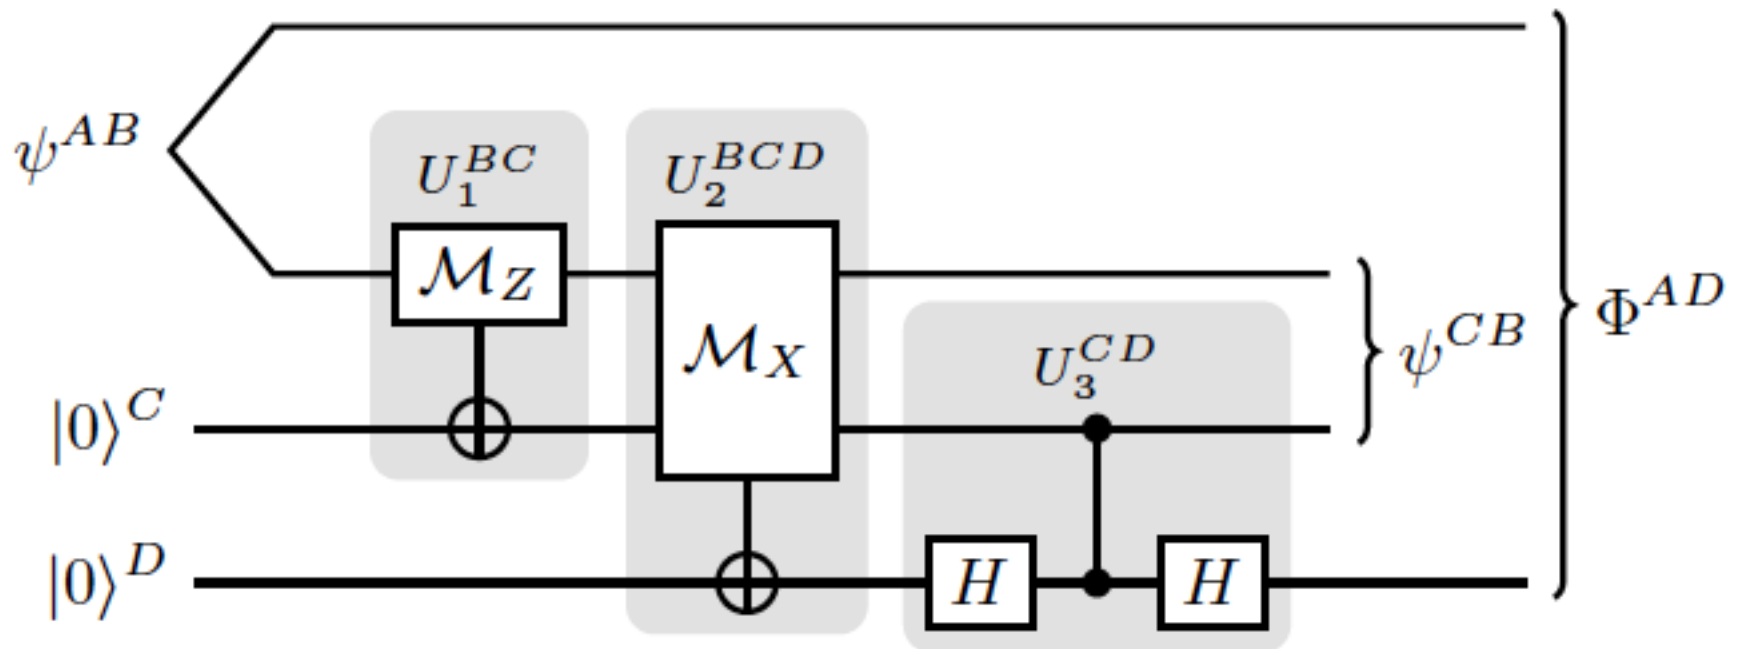 ψ^{AB}
U_1^{BC}
U_2^{BCD}
ℳ_Z
ℳ_X
U_3^{CD}
ψ^{CB}
Φ^{AD}
|0⟩^C
|0⟩^D
H
H